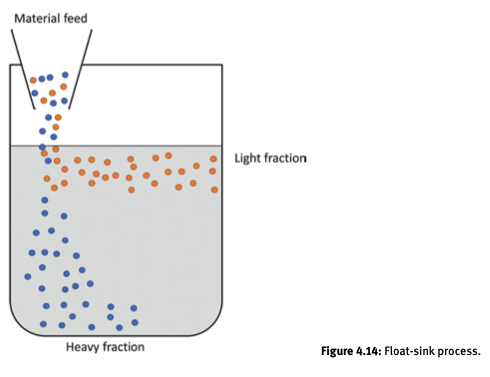 Material feed
Light fraction
Heavy fraction
Figure 4.14: Float-sink process.